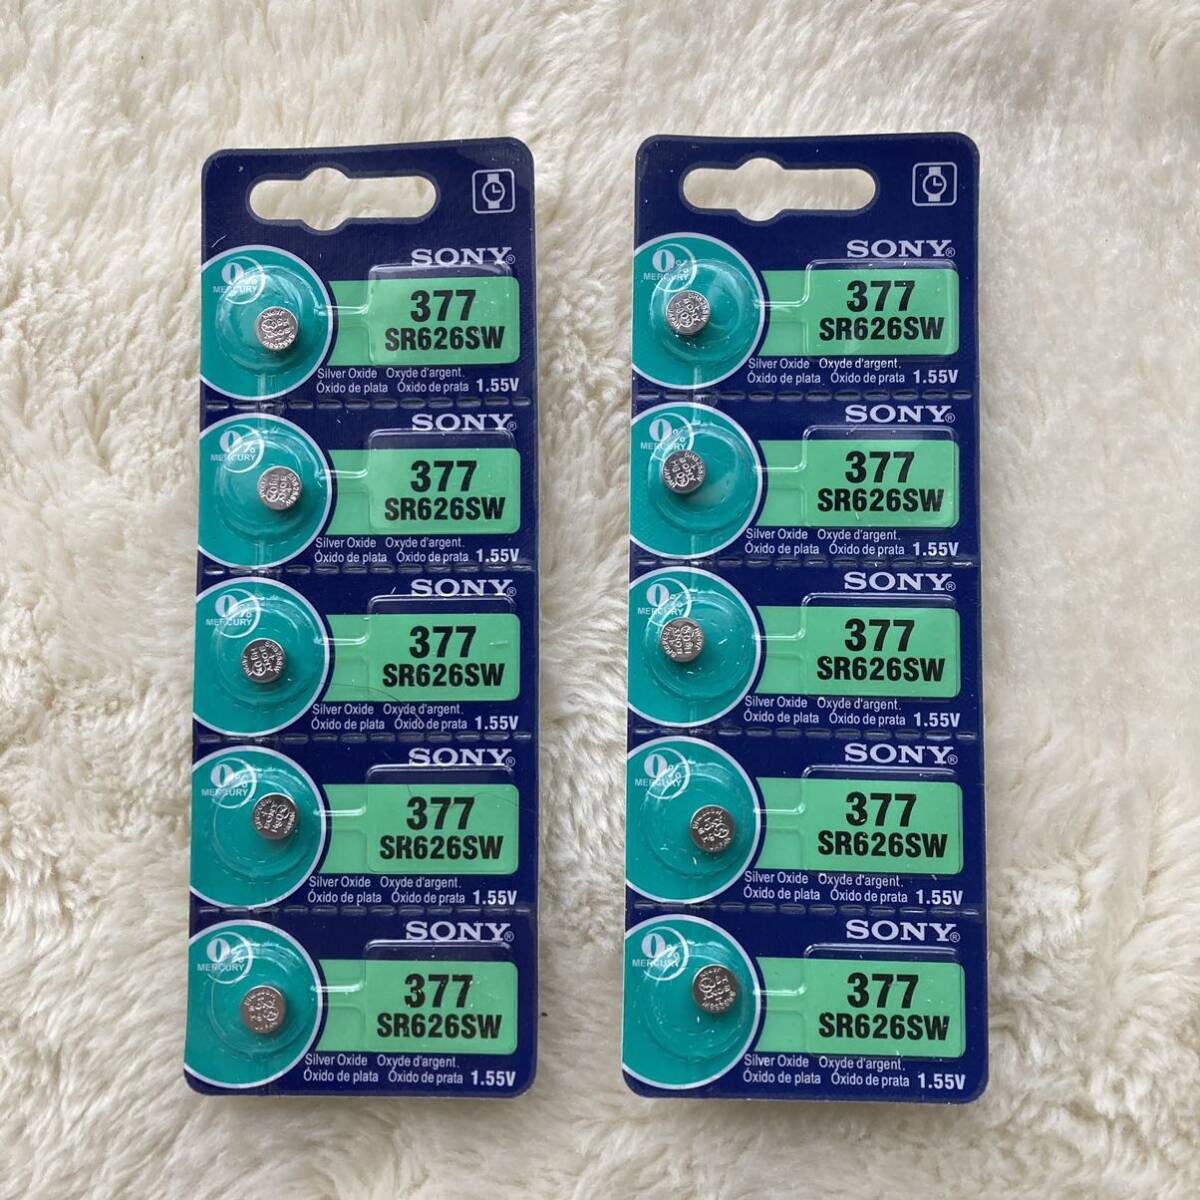 SONY®
0%
MERCURY
377
SR626SW
Silver Oxide Oxyde d'argent.
Óxido de plata Óxido de prata 1.55V
SONY®
0%
MERCURY
377
SR626SW
Silver Oxide Oxyde d'argent.
Óxido de plata Óxido de prata 1.55V
SONY®
0%
MERCURY
377
SR626SW
Silver Oxide Oxyde d'argent.
Óxido de plata Óxido de prata 1.55V
SONY®
0%
MERCURY
377
SR626SW
Silver Oxide Oxyde d'argent.
Óxido de plata Óxido de prata 1.55V
SONY®
0%
MERCURY
377
SR626SW
Silver Oxide Oxyde d'argent.
Óxido de plata Óxido de prata 1.55V
SONY®
0%
MERCURY
377
SR626SW
Silver Oxide Oxyde d'argent.
Óxido de plata Óxido de prata 1.55V
SONY®
0%
MERCURY
377
SR626SW
Silver Oxide Oxyde d'argent.
Óxido de plata Óxido de prata 1.55V
SONY®
0%
MERCURY
377
SR626SW
Silver Oxide Oxyde d'argent.
Óxido de plata Óxido de prata 1.55V
SONY®
0%
MERCURY
377
SR626SW
Silver Oxide Oxyde d'argent.
Óxido de plata Óxido de prata 1.55V
SONY®
0%
MERCURY
377
SR626SW
Silver Oxide Oxyde d'argent.
Óxido de plata Óxido de prata 1.55V